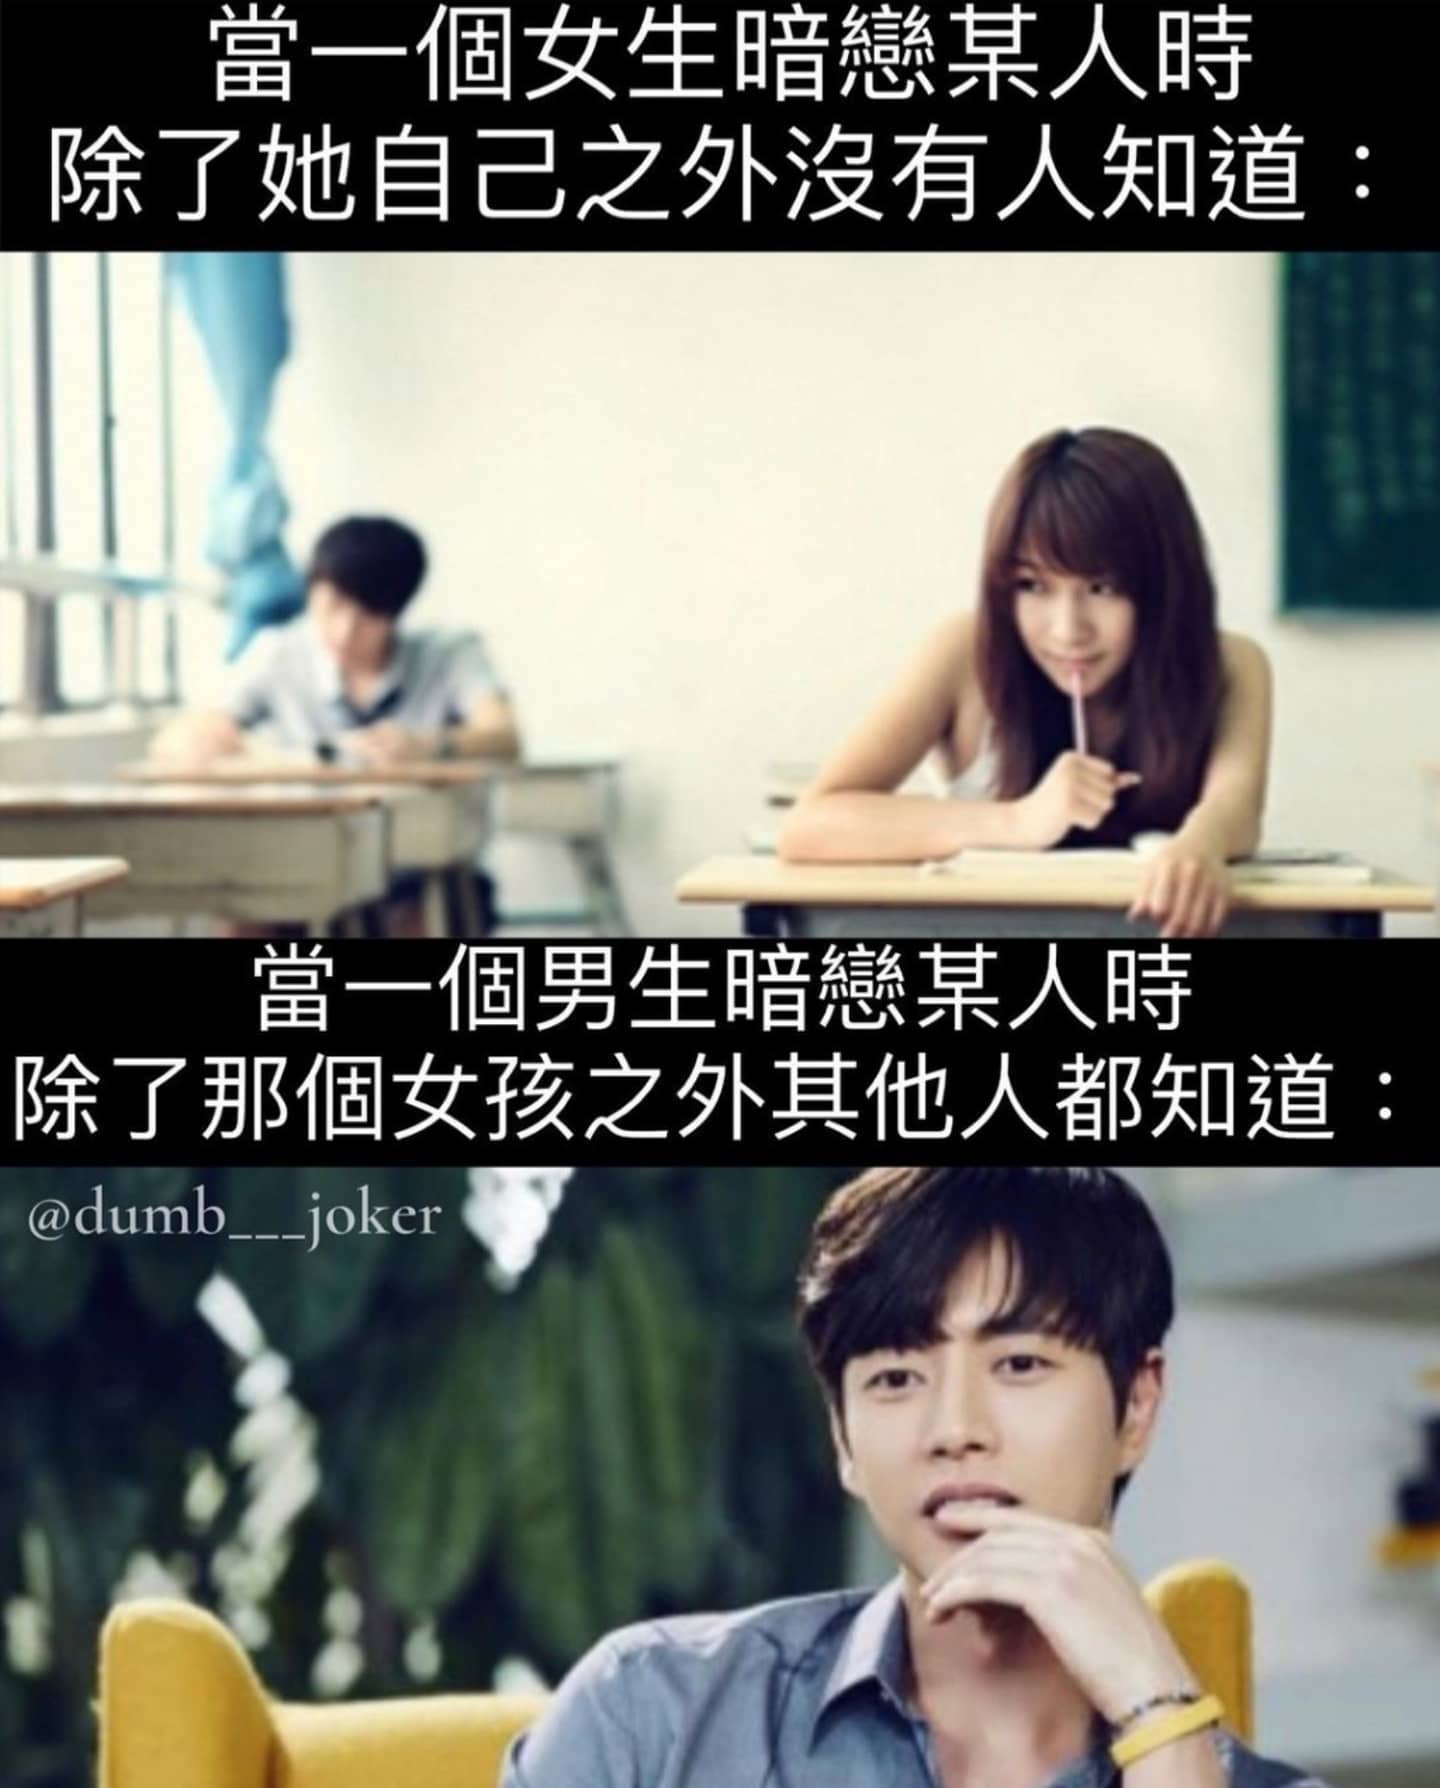 當一個女生暗戀某人時
除了她自己之外沒有人知道：
當一個男生暗戀某人時
除了那個女孩之外其他人都知道：
@dumb___joker